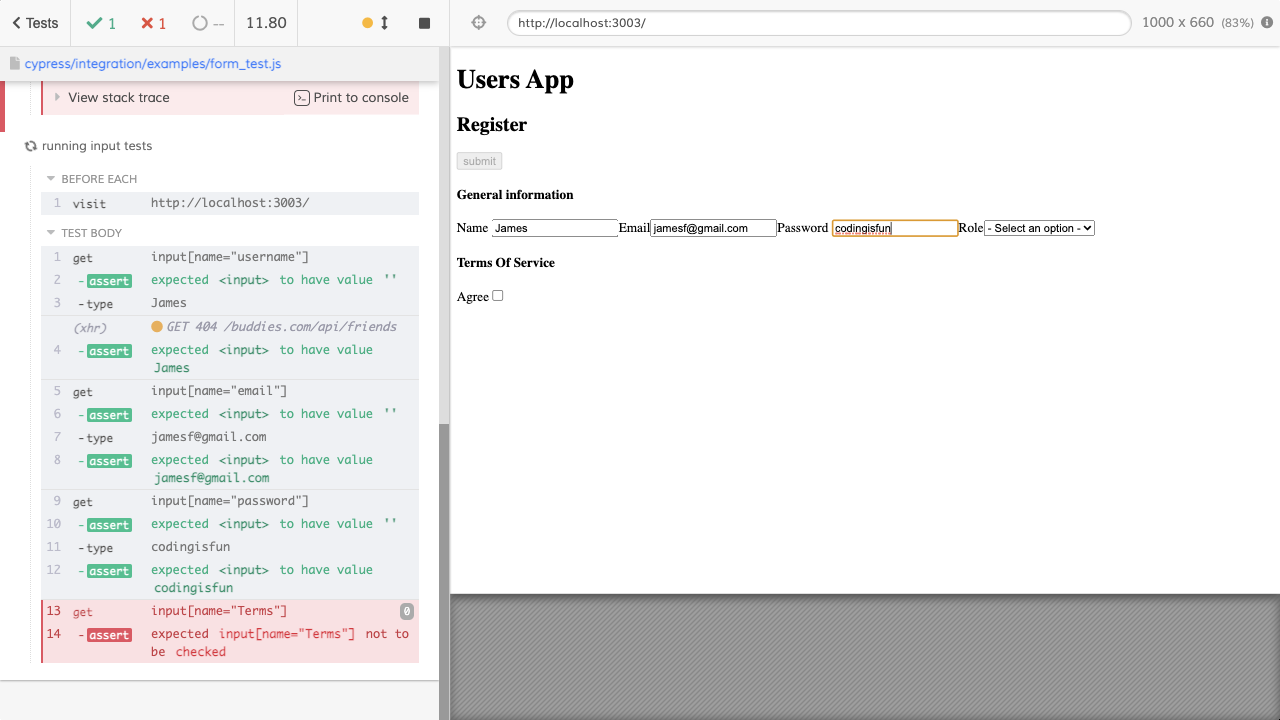 Tests
1
1
--
11.80
cypress/integration/examples/form_test.js
View stack trace
Print to console
running input tests
BEFORE EACH
1 visit http://localhost:3003/
TEST BODY
1 get input[name="username"]
2 - assert expected <input> to have value ''
3 - type James
(xhr) GET 404 /buddies.com/api/friends
4 - assert expected <input> to have value
James
5 get input[name="email"]
6 - assert expected <input> to have value ''
7 - type jamesf@gmail.com
8 - assert expected <input> to have value
jamesf@gmail.com
9 get input[name="password"]
10 - assert expected <input> to have value ''
11 - type codingisfun
12 - assert expected <input> to have value
codingisfun
13 get input[name="Terms"] 0
14 - assert expected input[name="Terms"] not to
be checked
http://localhost:3003/
1000 x 660 (83%)
Users App
Register
submit
General information
Name James Email jamesf@gmail.com Password codingisfun Role - Select an option -
Terms Of Service
Agree